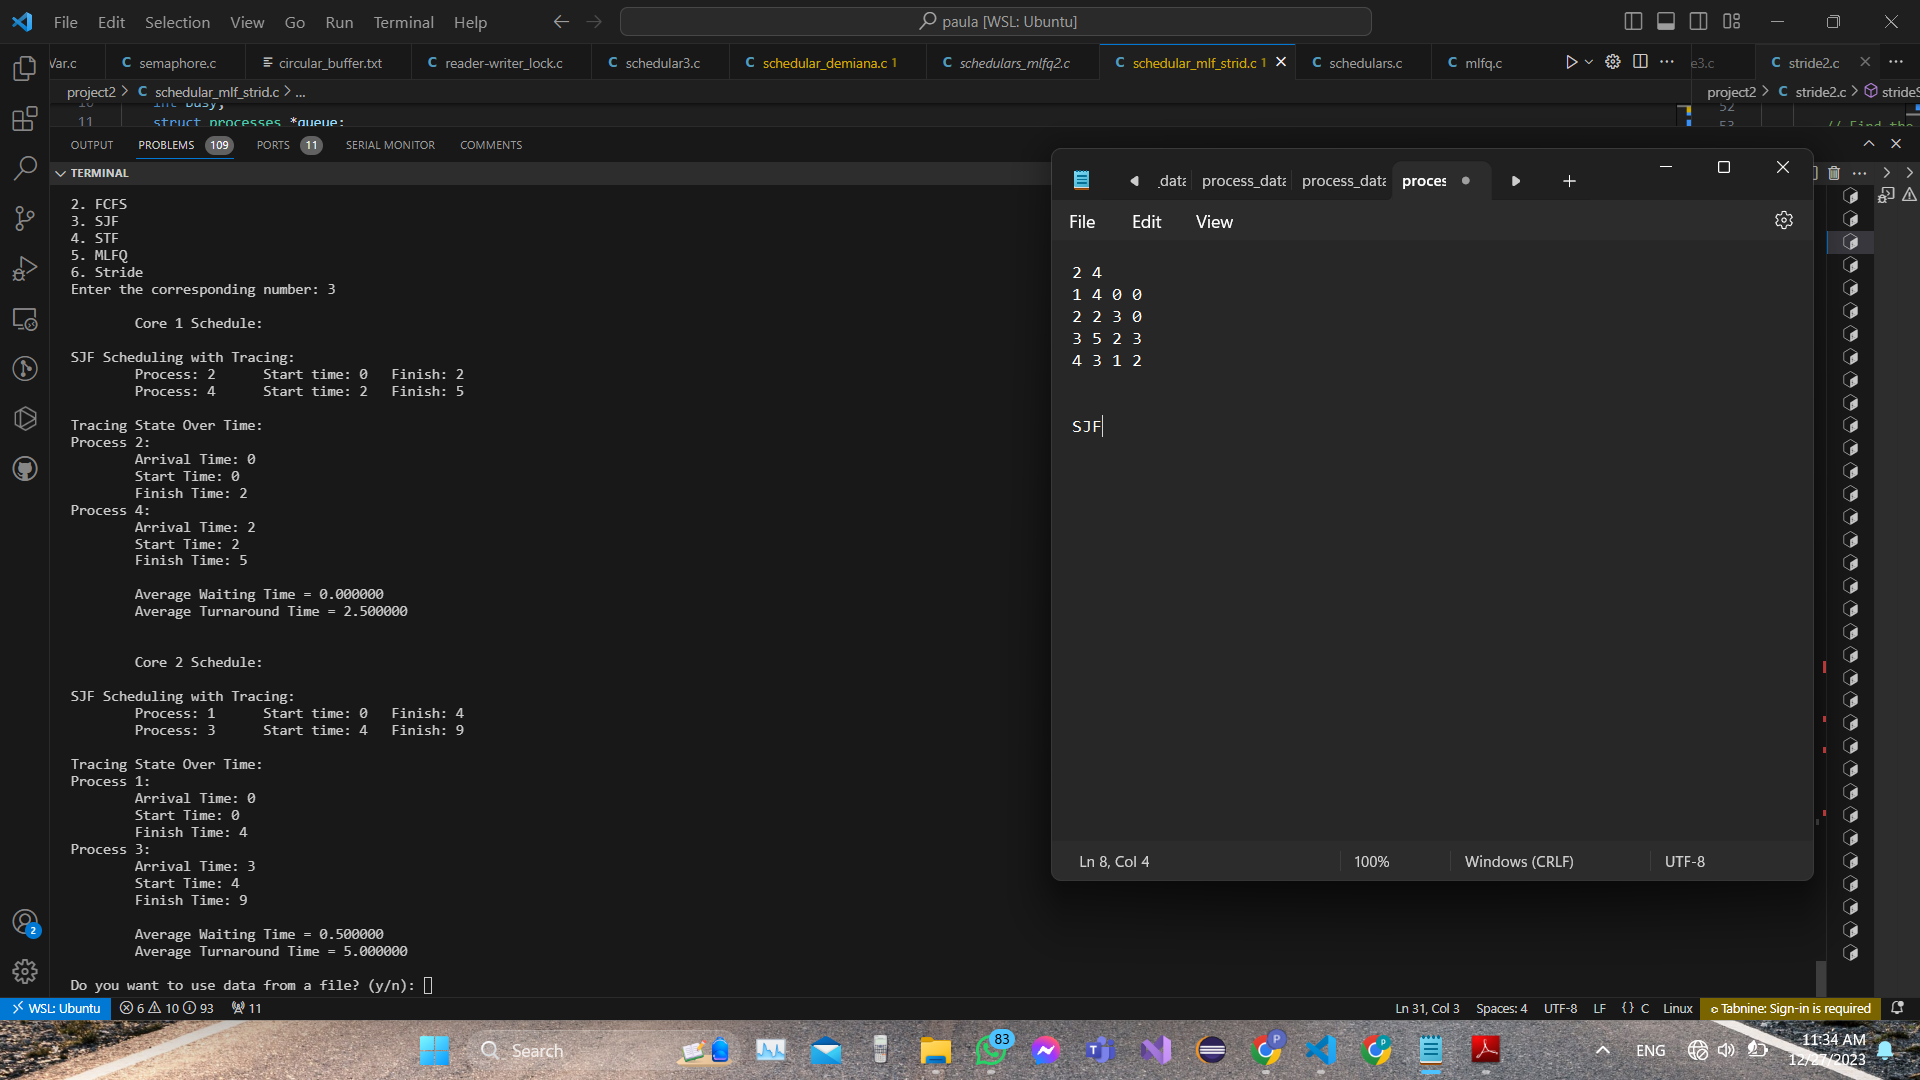 File Edit Selection View Go Run Terminal Help
paula [WSL: Ubuntu]
Var.c semaphore.c circular_buffer.txt reader-writer_lock.c schedular3.c schedular_demiana.c 1 schedulars_mlfq2.c schedular_mlf_strid.c 1 schedulars.c mlfq.c e3.c stride2.c
project2 > C schedular_mlf_strid.c > ...
project2 > C stride2.c > strideS
10 int busy;
11 struct processes *queue;
52
53 // Find the
OUTPUT PROBLEMS 109 PORTS 11 SERIAL MONITOR COMMENTS
TERMINAL
2. FCFS
3. SJF
4. STF
5. MLFQ
6. Stride
Enter the corresponding number: 3
Core 1 Schedule:
SJF Scheduling with Tracing:
Process: 2 Start time: 0 Finish: 2
Process: 4 Start time: 2 Finish: 5
Tracing State Over Time:
Process 2:
Arrival Time: 0
Start Time: 0
Finish Time: 2
Process 4:
Arrival Time: 2
Start Time: 2
Finish Time: 5
Average Waiting Time = 0.000000
Average Turnaround Time = 2.500000
Core 2 Schedule:
SJF Scheduling with Tracing:
Process: 1 Start time: 0 Finish: 4
Process: 3 Start time: 4 Finish: 9
Tracing State Over Time:
Process 1:
Arrival Time: 0
Start Time: 0
Finish Time: 4
Process 3:
Arrival Time: 3
Start Time: 4
Finish Time: 9
Average Waiting Time = 0.500000
Average Turnaround Time = 5.000000
Do you want to use data from a file? (y/n):
_data process_data process_data proces
File Edit View
2 4
1 4 0 0
2 2 3 0
3 5 2 3
4 3 1 2
SJF
Ln 8, Col 4 100% Windows (CRLF) UTF-8
2
WSL: Ubuntu 6 10 93 11
Ln 31, Col 3 Spaces: 4 UTF-8 LF {} C Linux Tabnine: Sign-in is required
Search
83
P
P
ENG
11:34 AM
12/27/2023